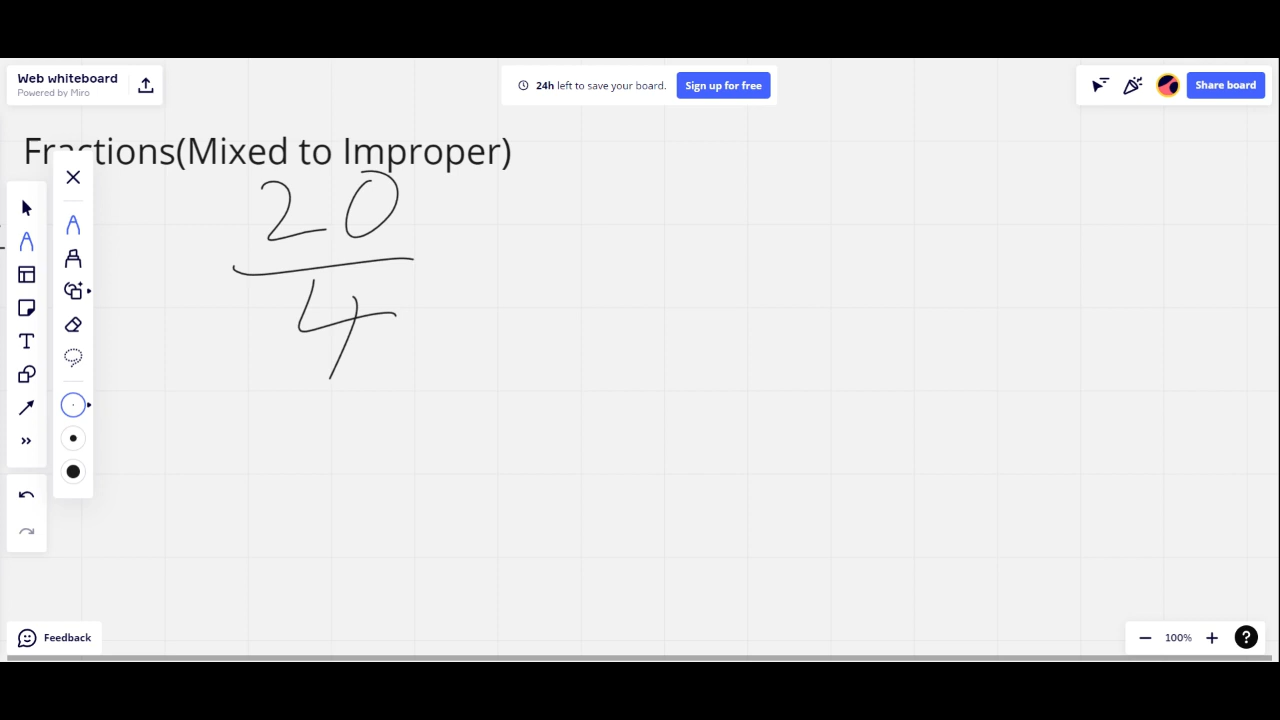 Web whiteboard
Powered by Miro
24h left to save your board.
Sign up for free
Share board
Fractions(Mixed to Improper)
20
4
Feedback
100%